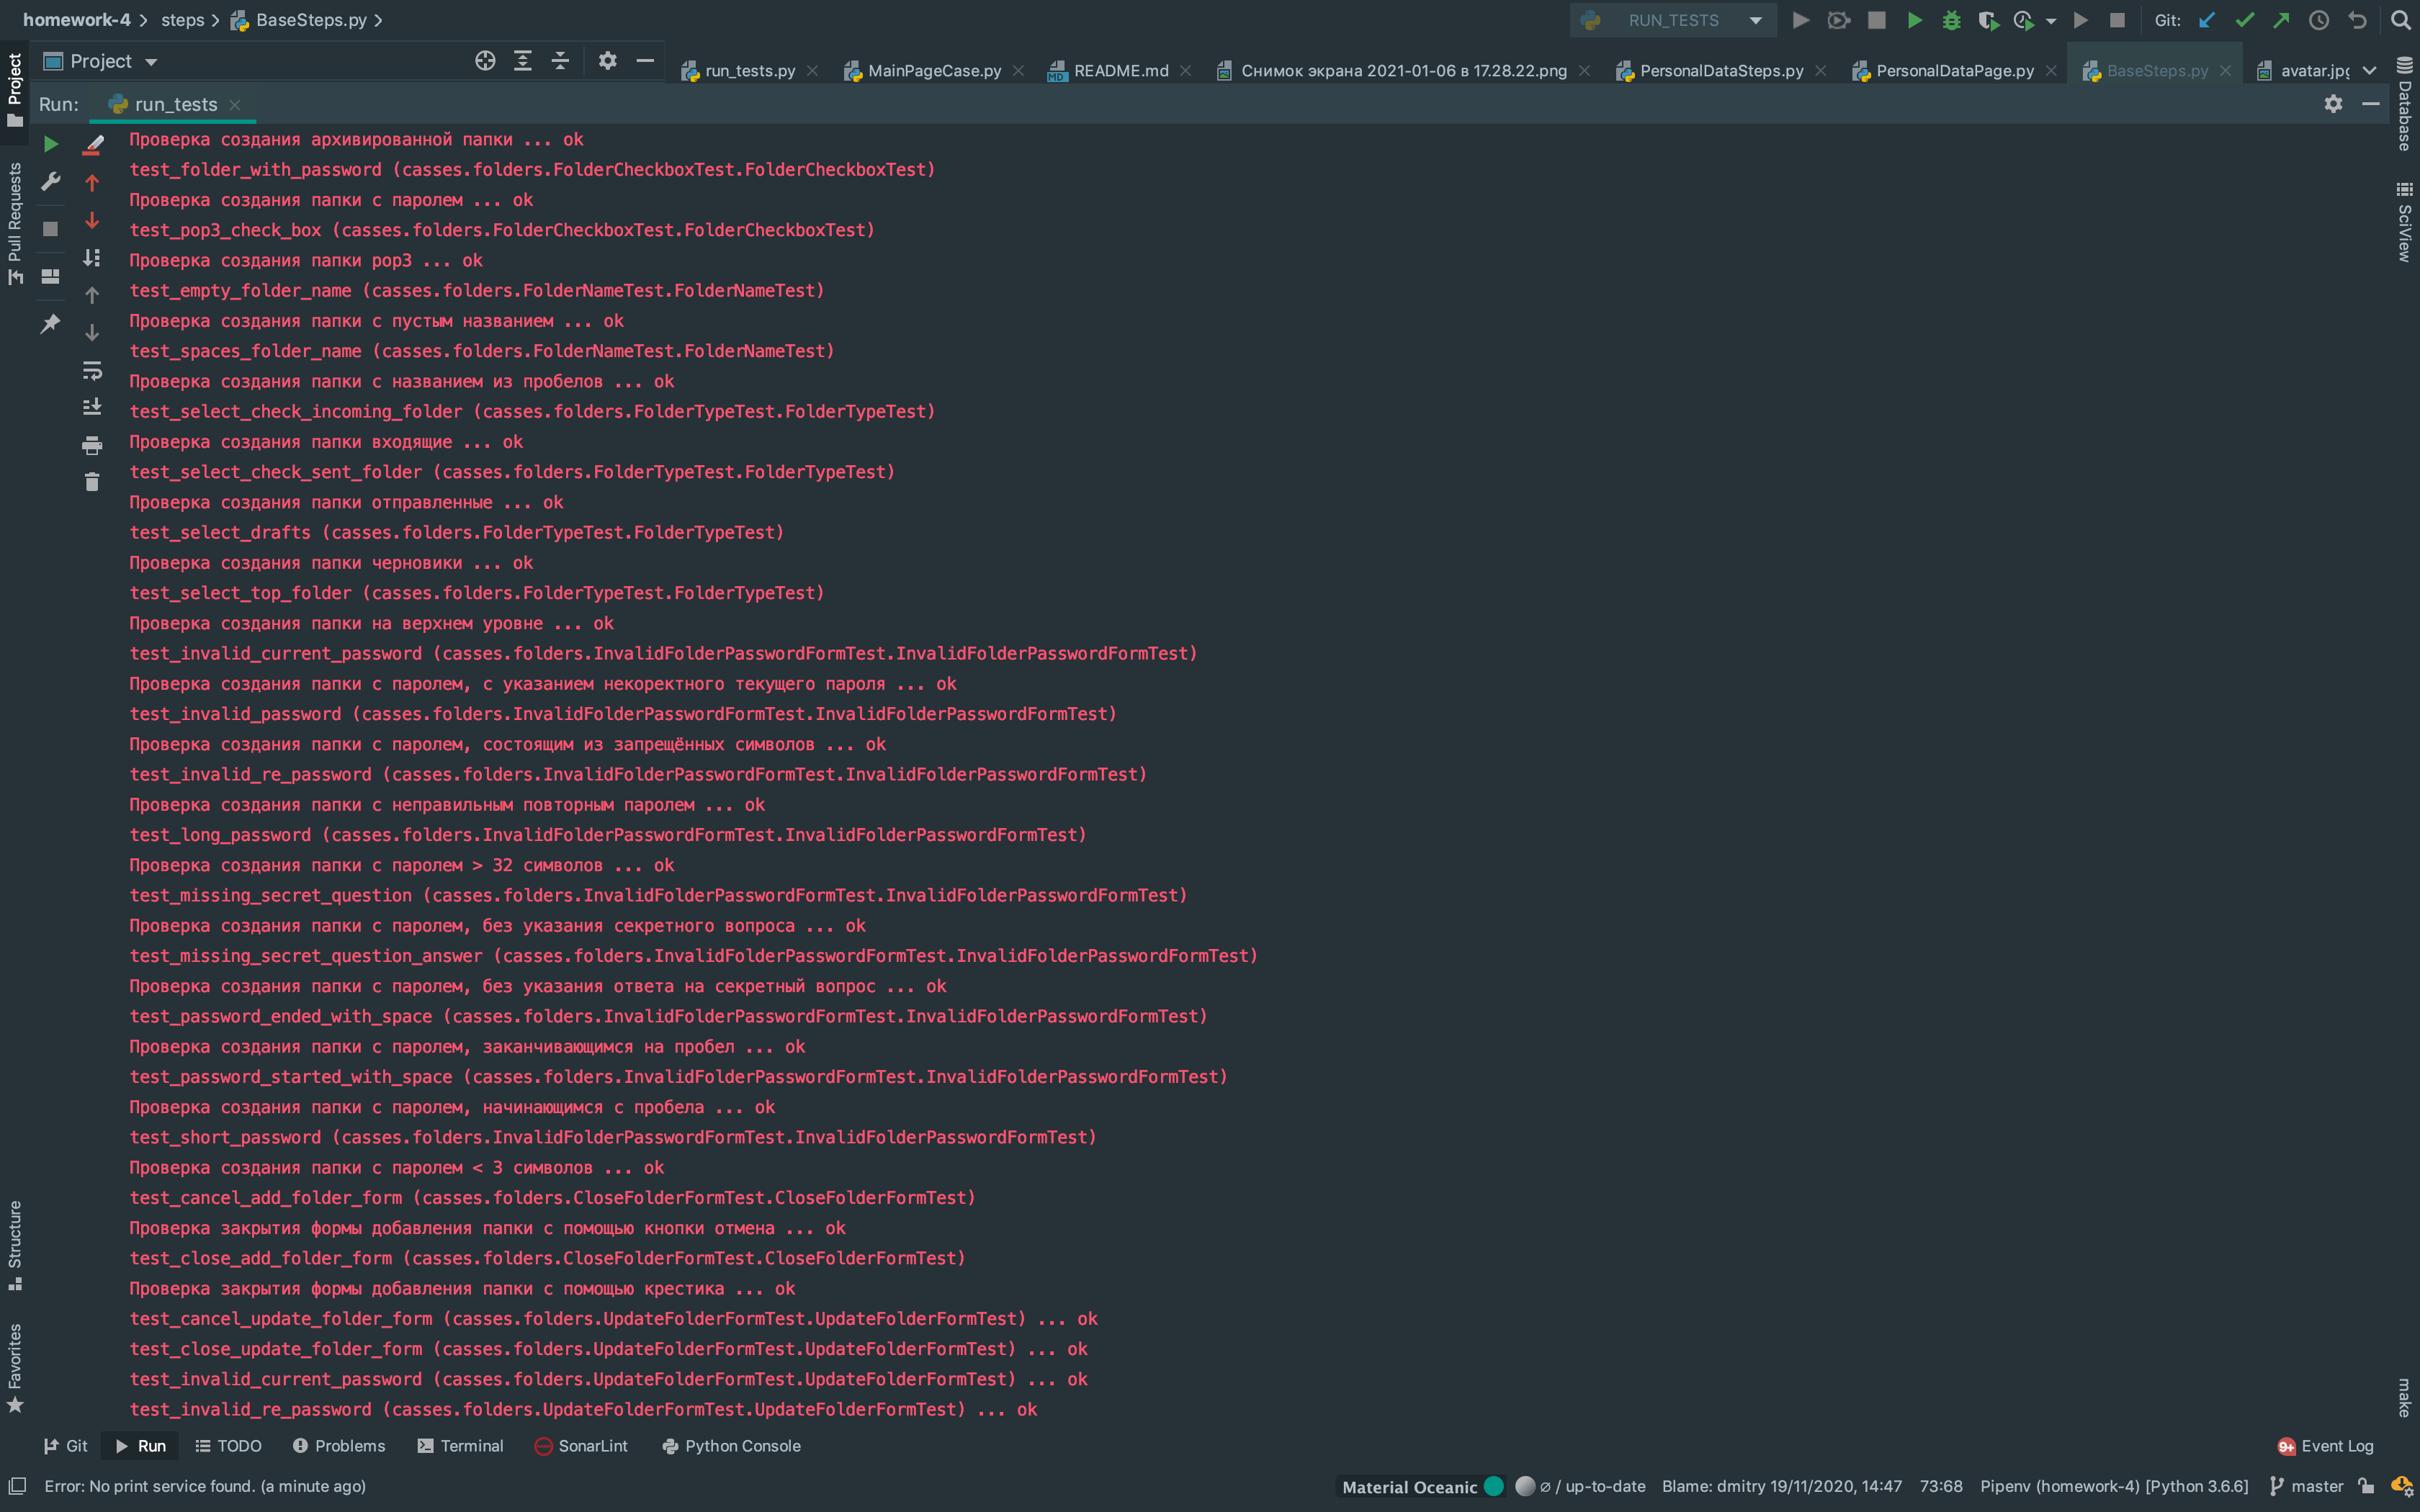 homework-4 steps BaseSteps.py RUN_TESTS Git:
Project run_tests.py MainPageCase.py README.md Снимок экрана 2021-01-06 в 17.28.22.png PersonalDataSteps.py PersonalDataPage.py BaseSteps.py avatar.jpg
Run: run_tests
Проверка создания архивированной папки ... ok
test_folder_with_password (casses.folders.FolderCheckboxTest.FolderCheckboxTest)
Проверка создания папки с паролем ... ok
test_pop3_check_box (casses.folders.FolderCheckboxTest.FolderCheckboxTest)
Проверка создания папки pop3 ... ok
test_empty_folder_name (casses.folders.FolderNameTest.FolderNameTest)
Проверка создания папки с пустым названием ... ok
test_spaces_folder_name (casses.folders.FolderNameTest.FolderNameTest)
Проверка создания папки с названием из пробелов ... ok
test_select_check_incoming_folder (casses.folders.FolderTypeTest.FolderTypeTest)
Проверка создания папки входящие ... ok
test_select_check_sent_folder (casses.folders.FolderTypeTest.FolderTypeTest)
Проверка создания папки отправленные ... ok
test_select_drafts (casses.folders.FolderTypeTest.FolderTypeTest)
Проверка создания папки черновики ... ok
test_select_top_folder (casses.folders.FolderTypeTest.FolderTypeTest)
Проверка создания папки на верхнем уровне ... ok
test_invalid_current_password (casses.folders.InvalidFolderPasswordFormTest.InvalidFolderPasswordFormTest)
Проверка создания папки с паролем, с указанием некоректного текущего пароля ... ok
test_invalid_password (casses.folders.InvalidFolderPasswordFormTest.InvalidFolderPasswordFormTest)
Проверка создания папки с паролем, состоящим из запрещённых символов ... ok
test_invalid_re_password (casses.folders.InvalidFolderPasswordFormTest.InvalidFolderPasswordFormTest)
Проверка создания папки с неправильным повторным паролем ... ok
test_long_password (casses.folders.InvalidFolderPasswordFormTest.InvalidFolderPasswordFormTest)
Проверка создания папки с паролем > 32 символов ... ok
test_missing_secret_question (casses.folders.InvalidFolderPasswordFormTest.InvalidFolderPasswordFormTest)
Проверка создания папки с паролем, без указания секретного вопроса ... ok
test_missing_secret_question_answer (casses.folders.InvalidFolderPasswordFormTest.InvalidFolderPasswordFormTest)
Проверка создания папки с паролем, без указания ответа на секретный вопрос ... ok
test_password_ended_with_space (casses.folders.InvalidFolderPasswordFormTest.InvalidFolderPasswordFormTest)
Проверка создания папки с паролем, заканчивающимся на пробел ... ok
test_password_started_with_space (casses.folders.InvalidFolderPasswordFormTest.InvalidFolderPasswordFormTest)
Проверка создания папки с паролем, начинающимся с пробела ... ok
test_short_password (casses.folders.InvalidFolderPasswordFormTest.InvalidFolderPasswordFormTest)
Проверка создания папки с паролем < 3 символов ... ok
test_cancel_add_folder_form (casses.folders.CloseFolderFormTest.CloseFolderFormTest)
Проверка закрытия формы добавления папки с помощью кнопки отмена ... ok
test_close_add_folder_form (casses.folders.CloseFolderFormTest.CloseFolderFormTest)
Проверка закрытия формы добавления папки с помощью крестика ... ok
test_cancel_update_folder_form (casses.folders.UpdateFolderFormTest.UpdateFolderFormTest) ... ok
test_close_update_folder_form (casses.folders.UpdateFolderFormTest.UpdateFolderFormTest) ... ok
test_invalid_current_password (casses.folders.UpdateFolderFormTest.UpdateFolderFormTest) ... ok
test_invalid_re_password (casses.folders.UpdateFolderFormTest.UpdateFolderFormTest) ... ok
Project
Pull Requests
Structure
Favorites
Database
SciView
make
Git Run TODO Problems Terminal SonarLint Python Console 9+ Event Log
Error: No print service found. (a minute ago) Material Oceanic ∅ / up-to-date Blame: dmitry 19/11/2020, 14:47 73:68 Pipenv (homework-4) [Python 3.6.6] master